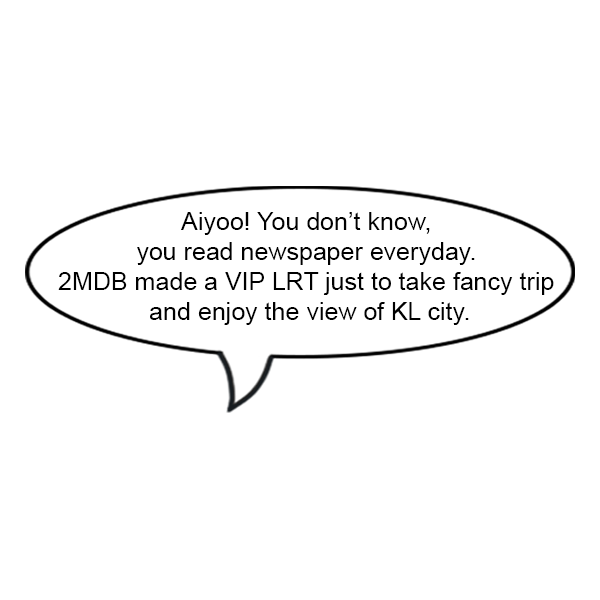 Aiyoo! You don’t know,
you read newspaper everyday.
2MDB made a VIP LRT just to take fancy trip
and enjoy the view of KL city.